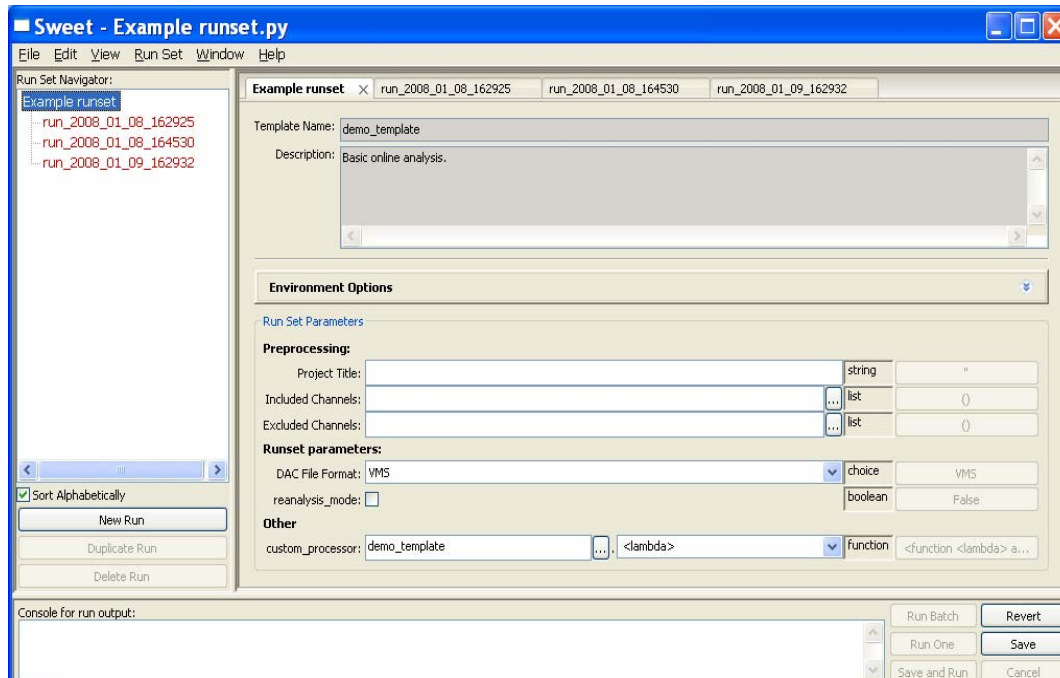 Sweet - Example runset.py
File Edit View Run Set Window Help
Run Set Navigator:
Example runset
run_2008_01_08_162925
run_2008_01_08_164530
run_2008_01_09_162932
Sort Alphabetically
New Run
Duplicate Run
Delete Run
Example runset run_2008_01_08_162925 run_2008_01_08_164530 run_2008_01_09_162932
Template Name: demo_template
Description: Basic online analysis.
Environment Options
Run Set Parameters
Preprocessing:
Project Title: string
Included Channels: ... list ()
Excluded Channels: ... list ()
Runset parameters:
DAC File Format: VMS choice VMS
reanalysis_mode: boolean False
Other
custom_processor: demo_template ... . <lambda> function <function <lambda> a...
Console for run output:
Run Batch Revert
Run One Save
Save and Run Cancel